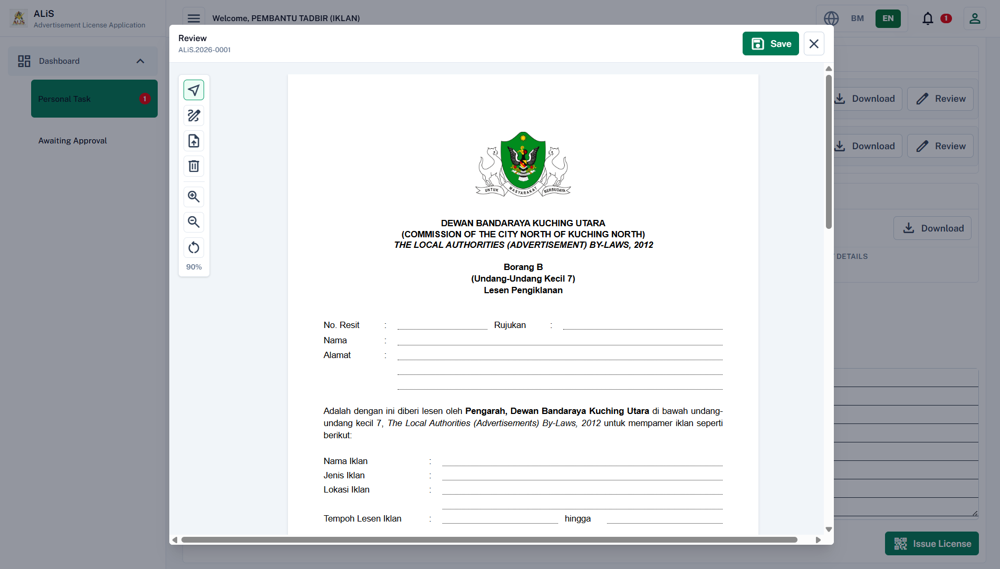 ALiS
Advertisement License Application
Welcome, PEMBANTU TADBIR (IKLAN)
BM
EN
1
Dashboard
Personal Task
1
Awaiting Approval
Review
ALiS.2026-0001
Save
90%
UNTUK MASYARAKAT BERBUDAYA
DEWAN BANDARAYA KUCHING UTARA
(COMMISSION OF THE CITY NORTH OF KUCHING NORTH)
THE LOCAL AUTHORITIES (ADVERTISEMENT) BY-LAWS, 2012
Borang B
(Undang-Undang Kecil 7)
Lesen Pengiklanan
No. Resit : Rujukan :
Nama :
Alamat :
Adalah dengan ini diberi lesen oleh Pengarah, Dewan Bandaraya Kuching Utara di bawah undang-
undang kecil 7, The Local Authorities (Advertisements) By-Laws, 2012 untuk mempamer iklan seperti
berikut:
Nama Iklan :
Jenis Iklan :
Lokasi Iklan :
Tempoh Lesen Iklan : hingga
Download
Review
Download
Review
Download
DETAILS
Issue License